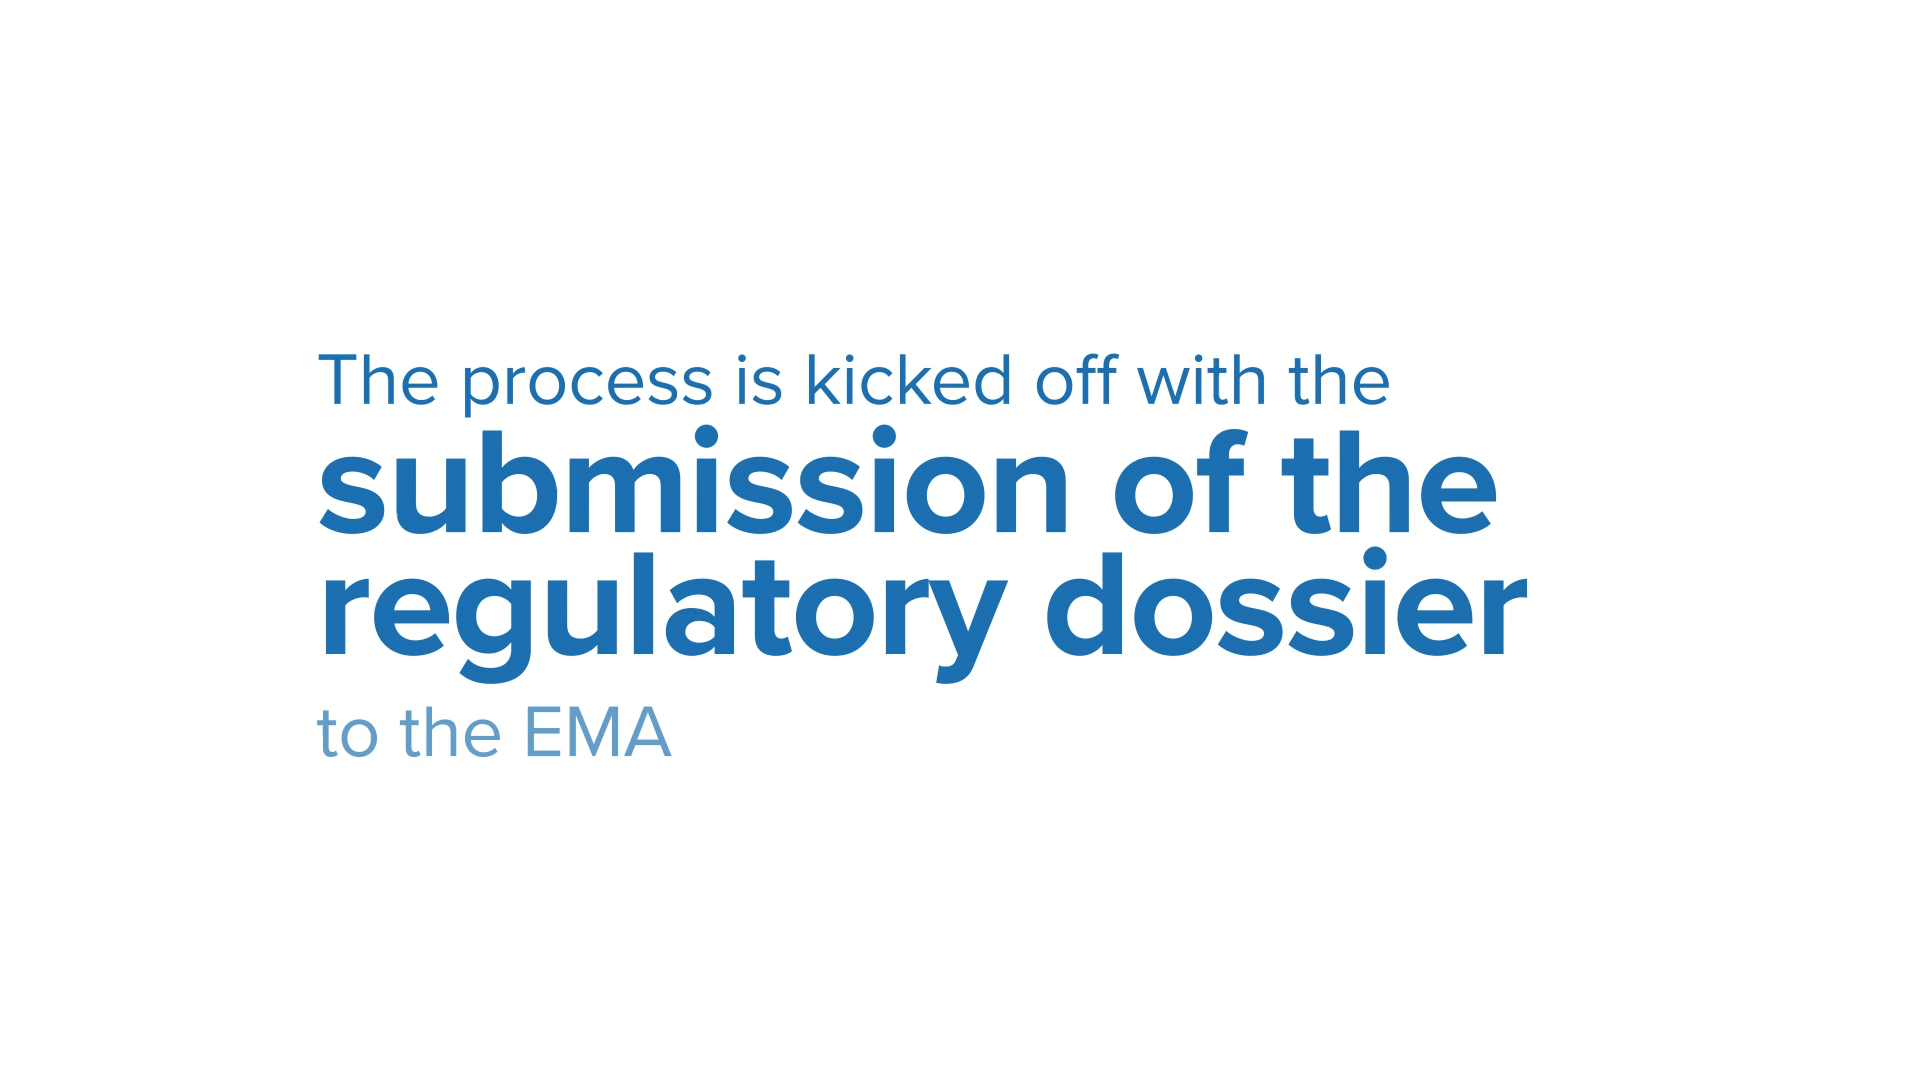 The process is kicked off with the
submission of the
regulatory dossier
to the EMA